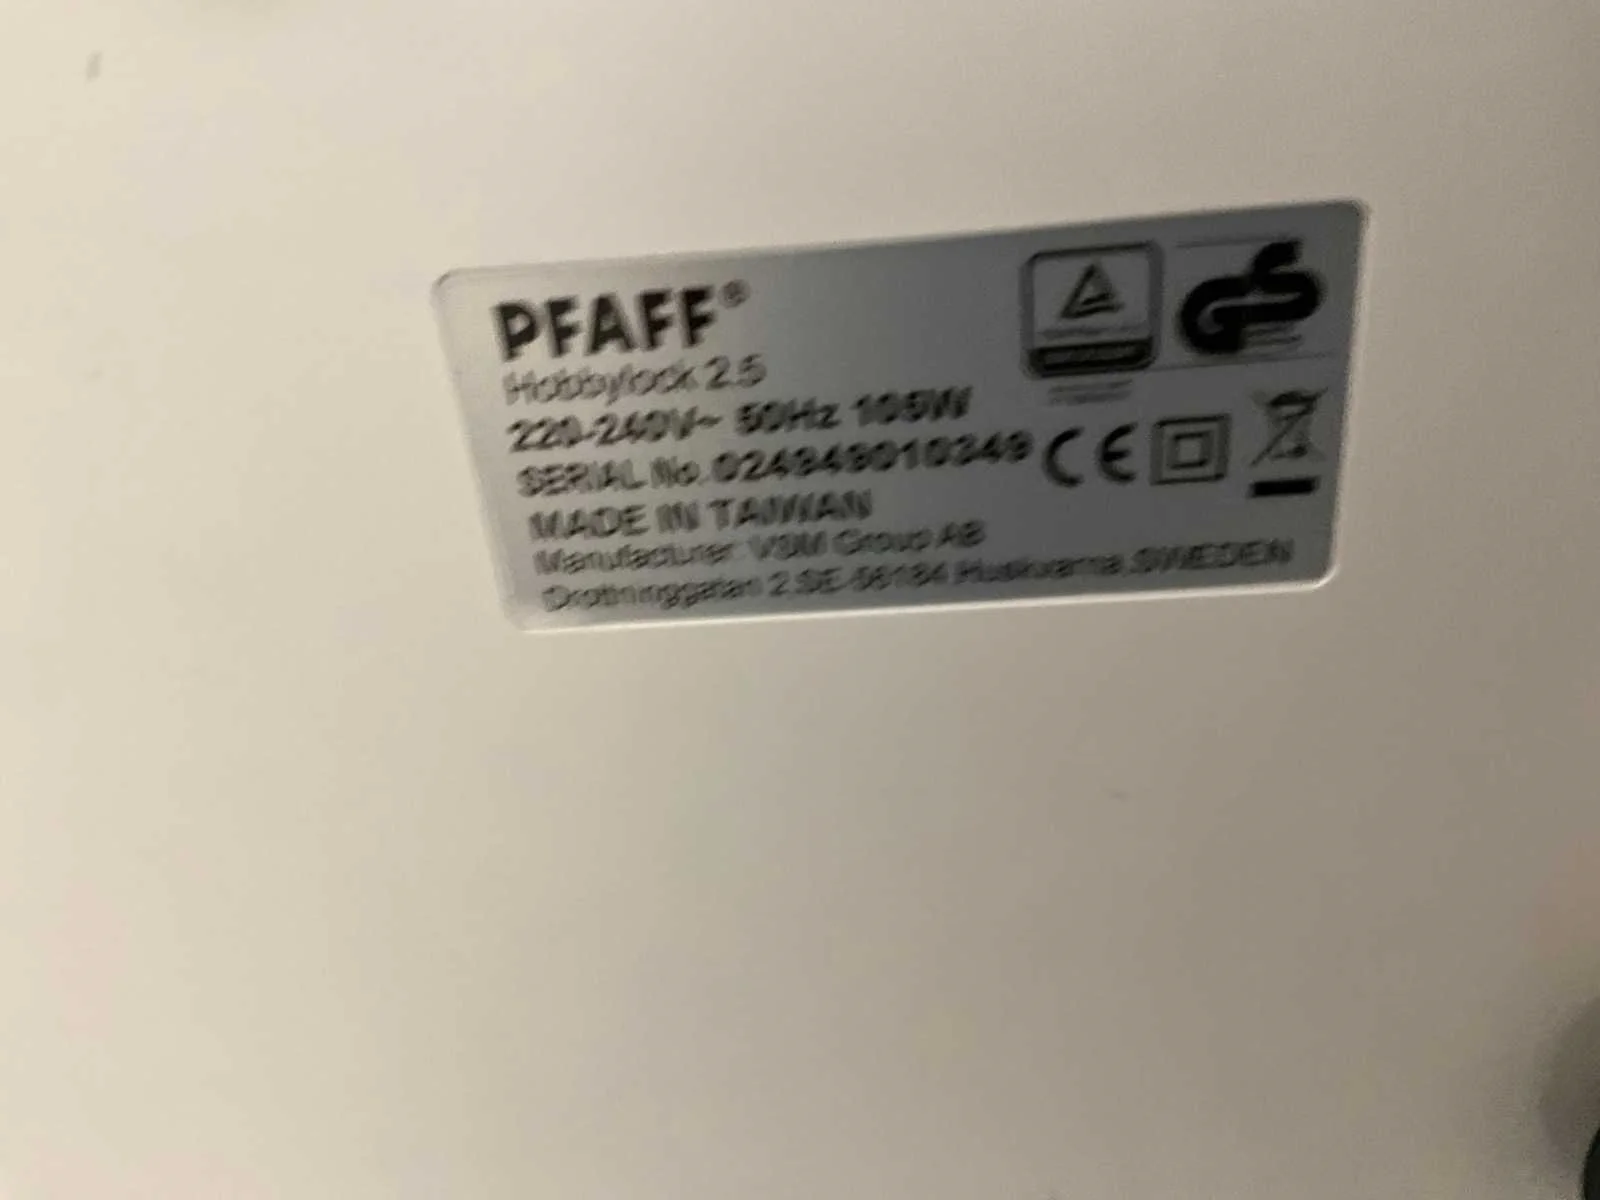 PFAFF®
Hobbylock 2.5
220-240V~ 50Hz 105W
SERIAL No.
MADE IN TAIWAN
Manufacturer: VSM Group AB
Drottninggatan 2, SE-56184 Huskvarna, SWEDEN
GS
CE